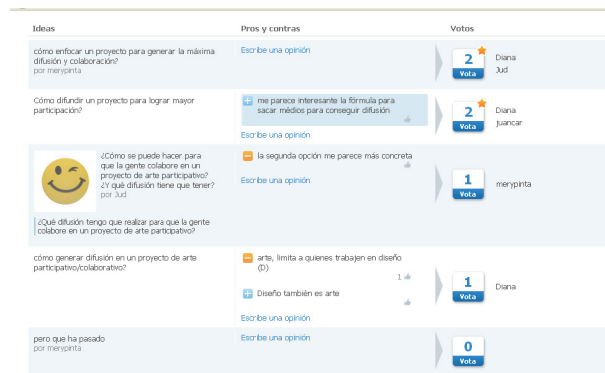 Ideas
Pros y contras
Votos
cómo enfocar un proyecto para generar la máxima
difusión y colaboración?
por merypinta
Escribe una opinión
2
Vota
Diana
Jud
Cómo difundir un proyecto para lograr mayor
participación?
me parece interesante la fórmula para
sacar médios para conseguir difusión
Escribe una opinión
2
Vota
Diana
juancar
¿Cómo se puede hacer para
que la gente colabore en un
proyecto de arte participativo?
¿Y qué difusión tiene que tener?
por Jud
¿Qué difusión tengo que realizar para que la gente
colabore en un proyecto de arte participativo?
la segunda opción me parece más concreta
Escribe una opinión
1
Vota
merypinta
cómo generar difusión en un proyecto de arte
participativo/colaborativo?
arte, limita a quienes trabajen en diseño
(D)
1
Diseño también es arte
Escribe una opinión
1
Vota
Diana
pero que ha pasado
por merypinta
Escribe una opinión
0
Vota